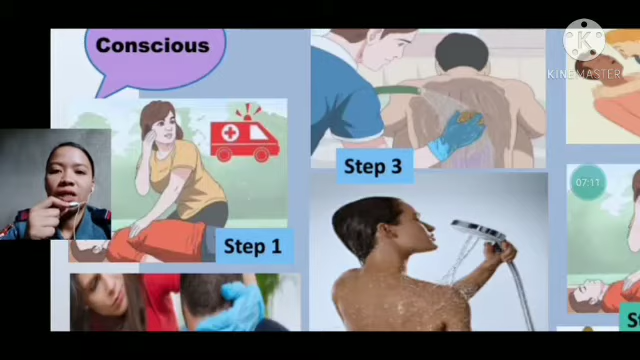 Conscious
K
KINEMASTER
Step 3
07:11
Step 1